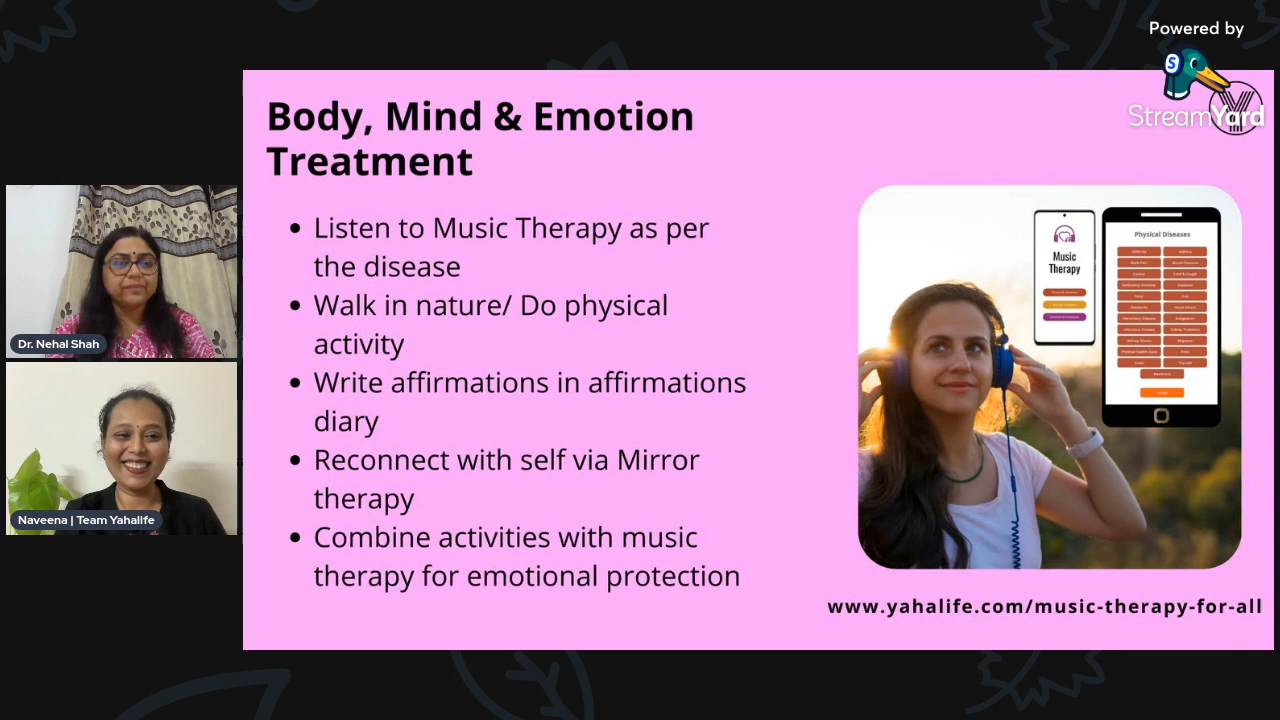 Powered by
StreamYard
Body, Mind & Emotion
Treatment
• Listen to Music Therapy as per
the disease
• Walk in nature/ Do physical
activity
• Write affirmations in affirmations
diary
• Reconnect with self via Mirror
therapy
• Combine activities with music
therapy for emotional protection
Music
Therapy
Physical Diseases
www.yahalife.com/music-therapy-for-all
Dr. Nehal Shah
Naveena | Team Yahalife